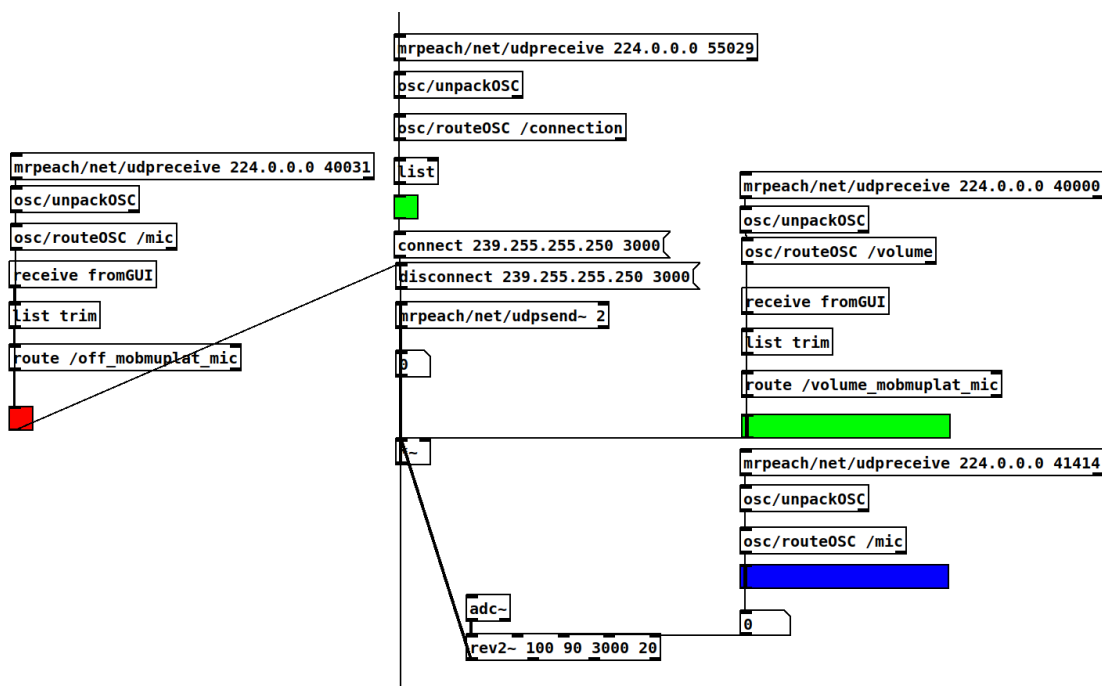 mrpeach/net/udpreceive 224.0.0.0 55029
osc/unpackOSC
osc/routeOSC /connection
list
connect 239.255.255.250 3000
disconnect 239.255.255.250 3000
mrpeach/net/udpsend~ 2
0
*~
mrpeach/net/udpreceive 224.0.0.0 40031
osc/unpackOSC
osc/routeOSC /mic
receive fromGUI
list trim
route /off_mobmuplat_mic
mrpeach/net/udpreceive 224.0.0.0 40000
osc/unpackOSC
osc/routeOSC /volume
receive fromGUI
list trim
route /volume_mobmuplat_mic
mrpeach/net/udpreceive 224.0.0.0 41414
osc/unpackOSC
osc/routeOSC /mic
0
adc~
rev2~ 100 90 3000 20